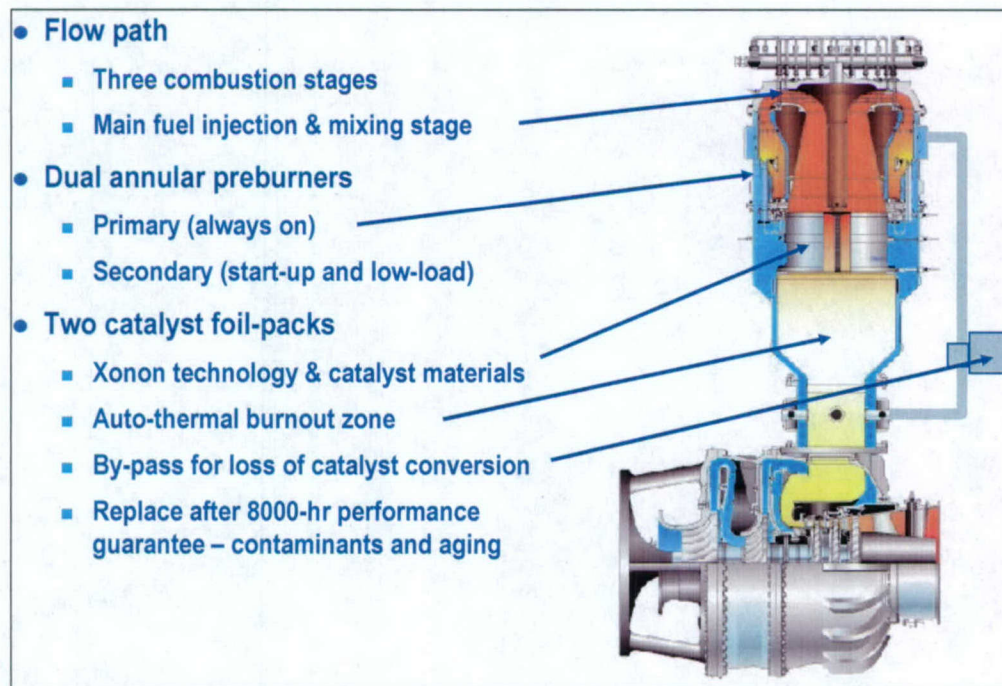 ● Flow path
■ Three combustion stages
■ Main fuel injection & mixing stage
● Dual annular preburners
■ Primary (always on)
■ Secondary (start-up and low-load)
● Two catalyst foil-packs
■ Xonon technology & catalyst materials
■ Auto-thermal burnout zone
■ By-pass for loss of catalyst conversion
■ Replace after 8000-hr performance
guarantee – contaminants and aging